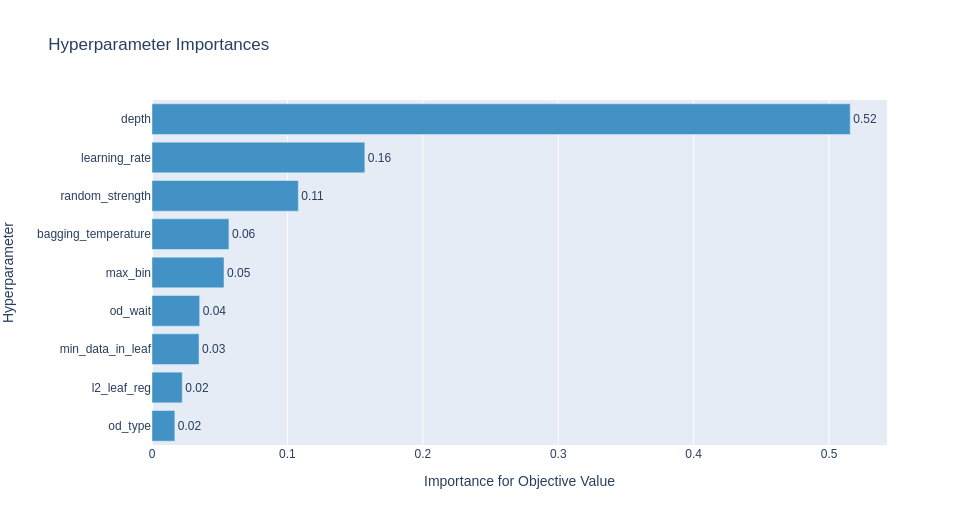 Hyperparameter Importances
Hyperparameter
depth 0.52
learning_rate 0.16
random_strength 0.11
bagging_temperature 0.06
max_bin 0.05
od_wait 0.04
min_data_in_leaf 0.03
l2_leaf_reg 0.02
od_type 0.02
0 0.1 0.2 0.3 0.4 0.5
Importance for Objective Value